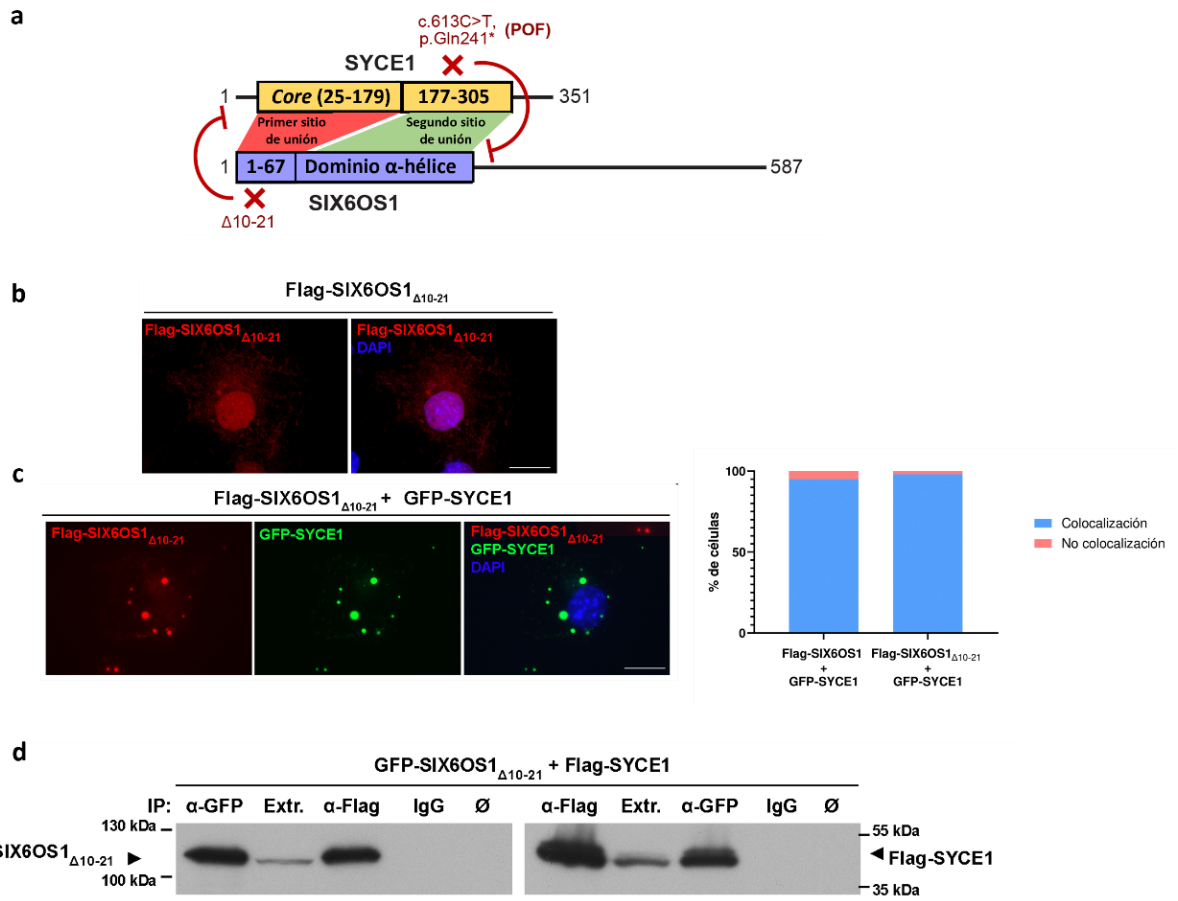 a
c.613C>T,
p.Gln241* (POF)
SYCE1
1 Core (25-179) 177-305 351
Primer sitio
de unión
Segundo sitio
de unión
1 1-67 Dominio α-hélice 587
SIX6OS1
Δ10-21
b
Flag-SIX6OS1Δ10-21
Flag-SIX6OS1Δ10-21
Flag-SIX6OS1Δ10-21
DAPI
c
Flag-SIX6OS1Δ10-21 + GFP-SYCE1
Flag-SIX6OS1Δ10-21
GFP-SYCE1
Flag-SIX6OS1Δ10-21
GFP-SYCE1
DAPI
% de células
100
50
0
Flag-SIX6OS1
+
GFP-SYCE1
Flag-SIX6OS1Δ10-21
+
GFP-SYCE1
Colocalización
No colocalización
d
GFP-SIX6OS1Δ10-21 + Flag-SYCE1
IP: α-GFP Extr. α-Flag IgG Ø α-Flag Extr. α-GFP IgG Ø
130 kDa
SIX6OS1Δ10-21
100 kDa
55 kDa
Flag-SYCE1
35 kDa